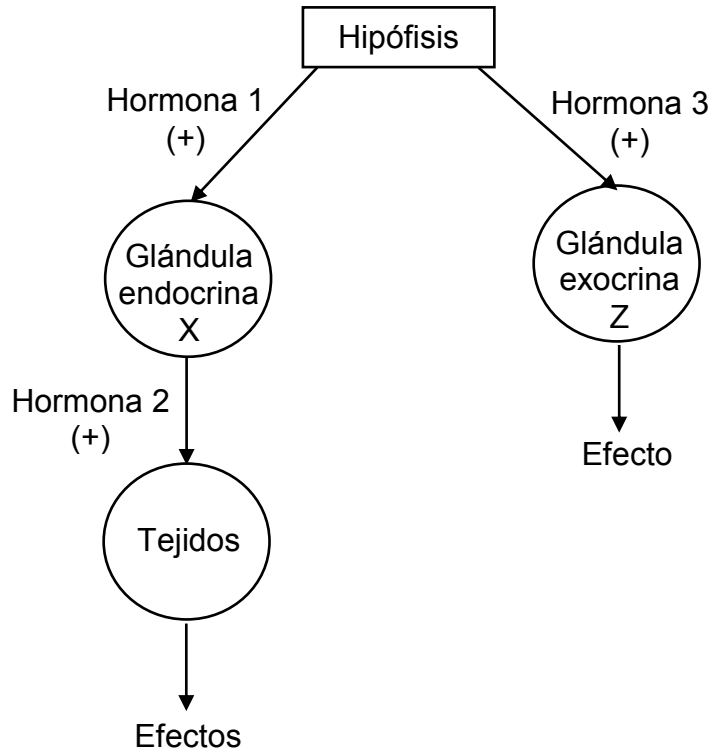 Hipófisis
Hormona 1
(+)
Hormona 3
(+)
Glándula
endocrina
X
Glándula
exocrina
Z
Hormona 2
(+)
Efecto
Tejidos
Efectos